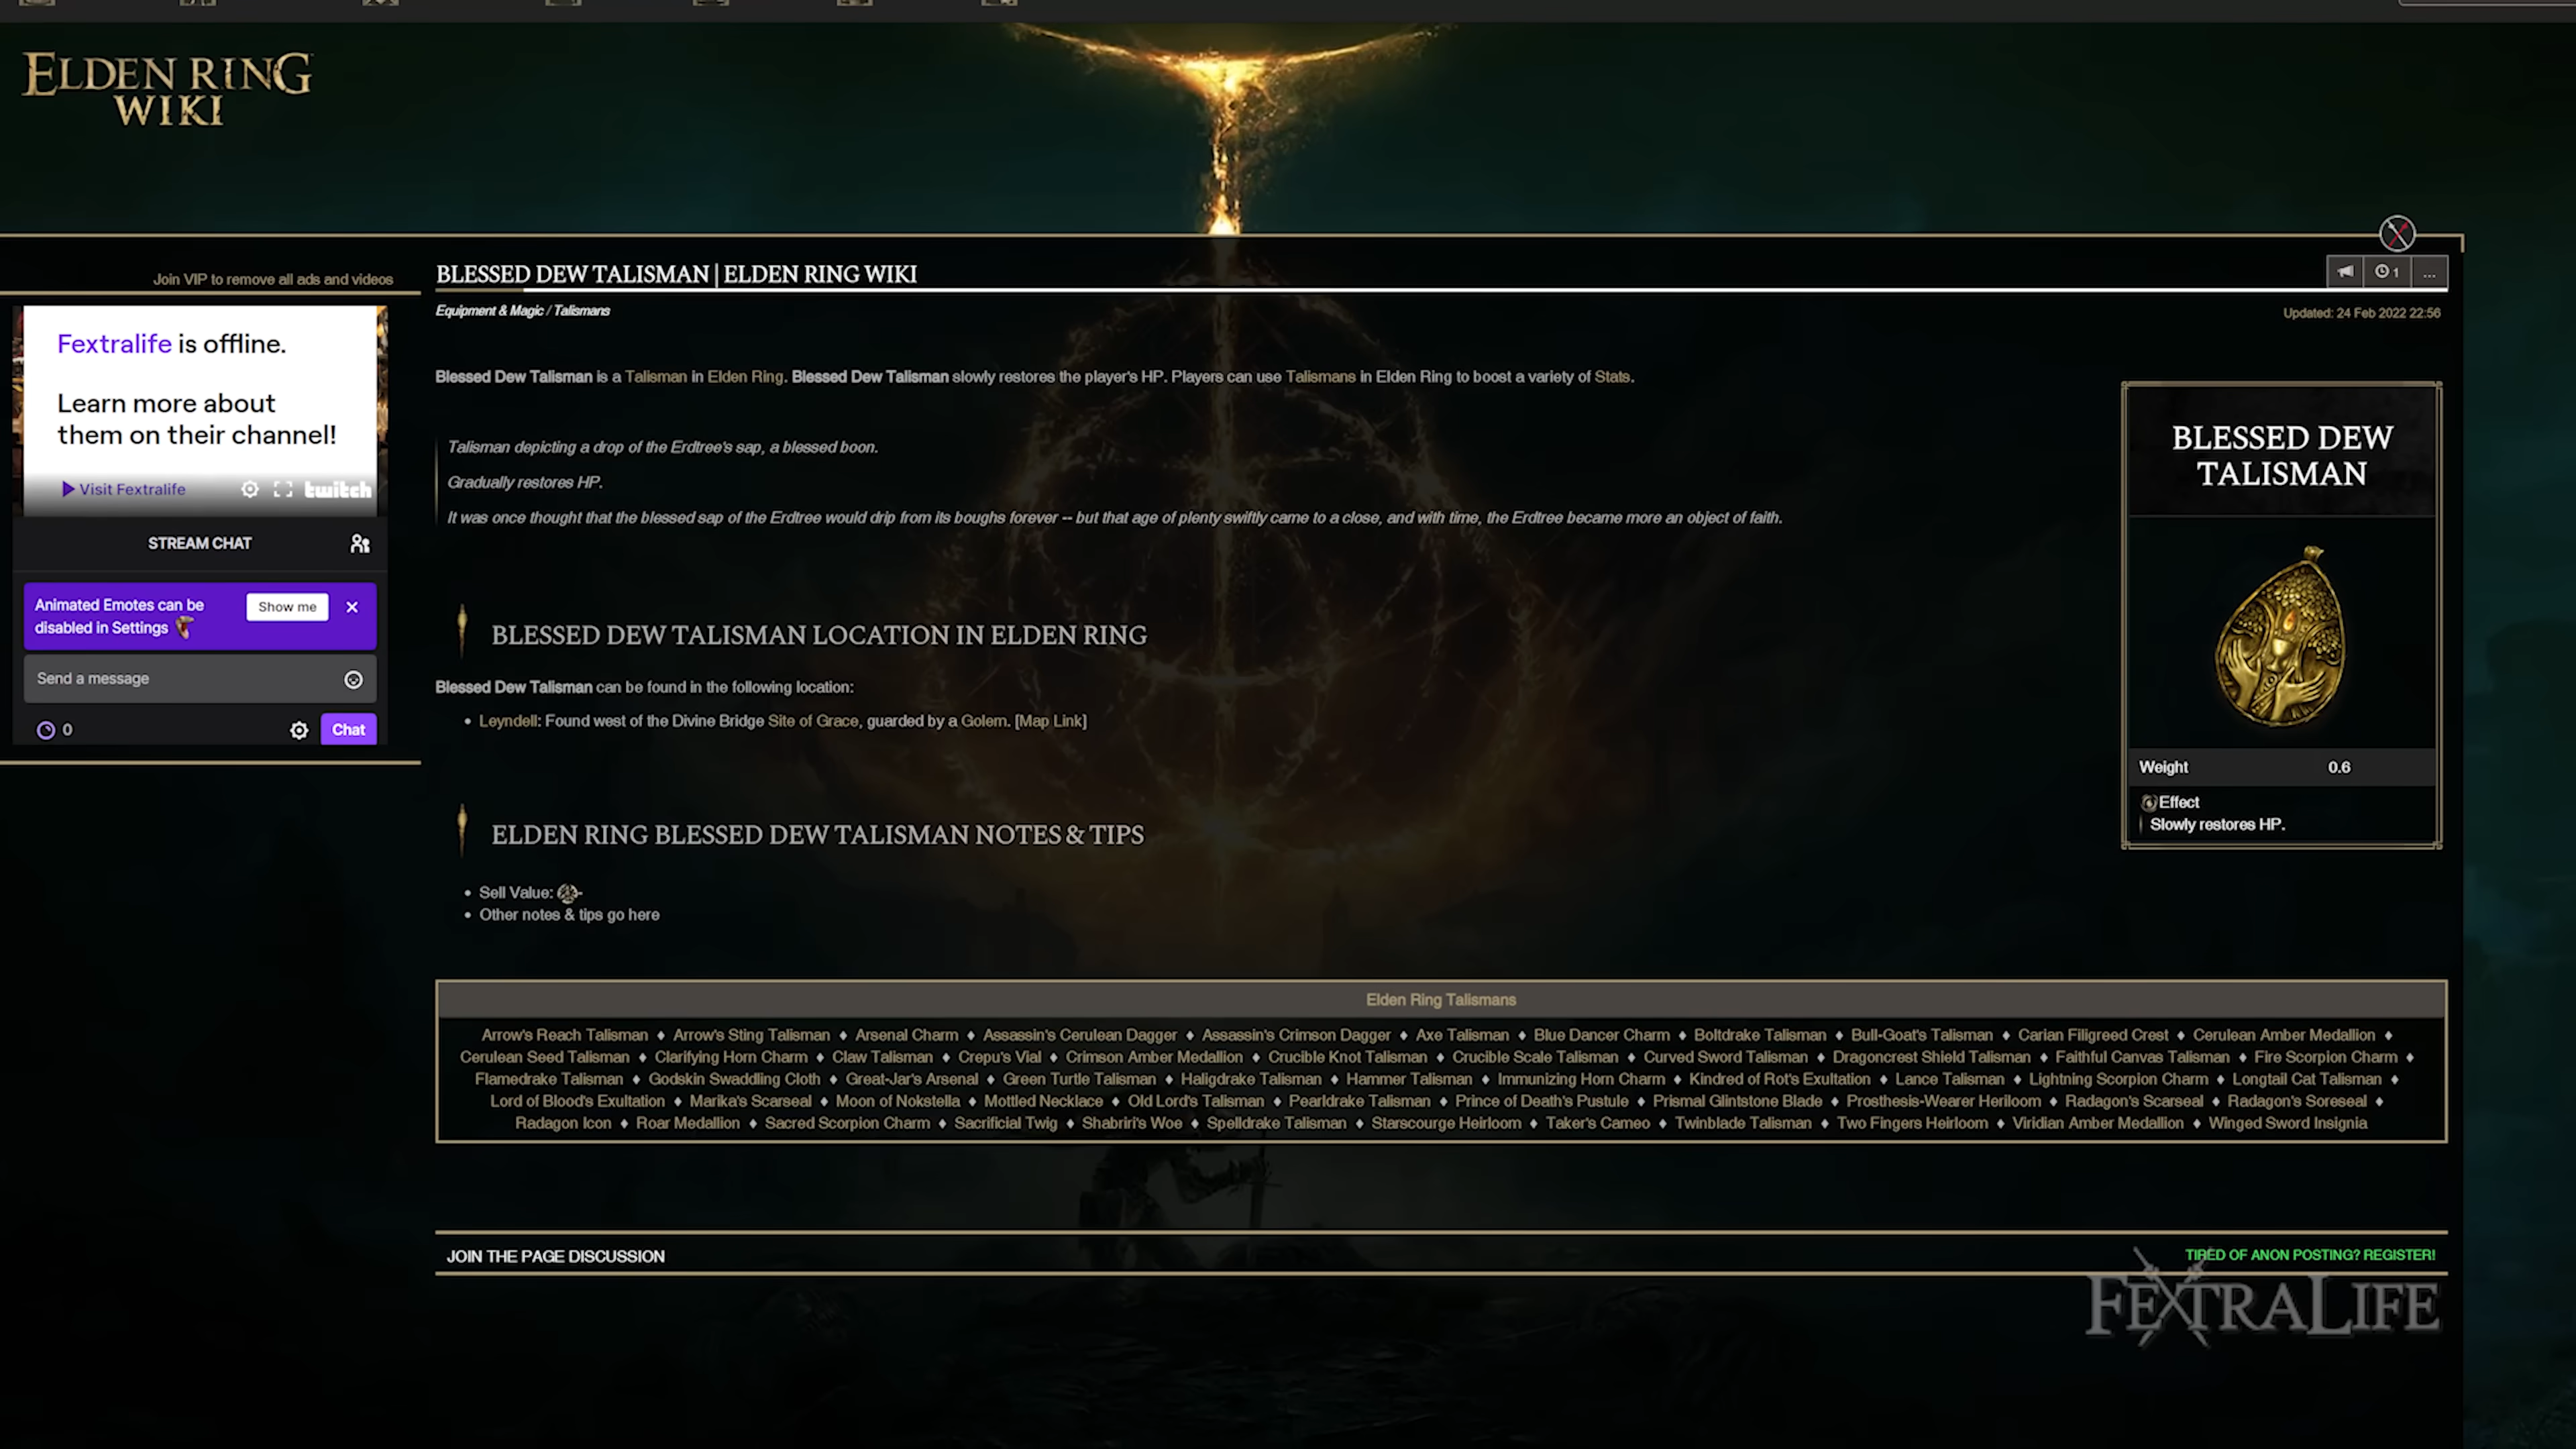 ELDEN RING
WIKI
Join VIP to remove all ads and videos
Fextralife is offline.
Learn more about
them on their channel!
Visit Fextralife
twitch
STREAM CHAT
Animated Emotes can be
disabled in Settings
Show me
Send a message
0
Chat
BLESSED DEW TALISMAN | ELDEN RING WIKI
1
...
Equipment & Magic / Talismans
Updated: 24 Feb 2022 22:56
Blessed Dew Talisman is a Talisman in Elden Ring. Blessed Dew Talisman slowly restores the player's HP. Players can use Talismans in Elden Ring to boost a variety of Stats.
Talisman depicting a drop of the Erdtree's sap, a blessed boon.
Gradually restores HP.
It was once thought that the blessed sap of the Erdtree would drip from its boughs forever -- but that age of plenty swiftly came to a close, and with time, the Erdtree became more an object of faith.
BLESSED DEW
TALISMAN
Weight 0.6
Effect
Slowly restores HP.
BLESSED DEW TALISMAN LOCATION IN ELDEN RING
Blessed Dew Talisman can be found in the following location:
• Leyndell: Found west of the Divine Bridge Site of Grace, guarded by a Golem. [Map Link]
ELDEN RING BLESSED DEW TALISMAN NOTES & TIPS
• Sell Value: -
• Other notes & tips go here
Elden Ring Talismans
Arrow's Reach Talisman ♦ Arrow's Sting Talisman ♦ Arsenal Charm ♦ Assassin's Cerulean Dagger ♦ Assassin's Crimson Dagger ♦ Axe Talisman ♦ Blue Dancer Charm ♦ Boltdrake Talisman ♦ Bull-Goat's Talisman ♦ Carian Filigreed Crest ♦ Cerulean Amber Medallion ♦
Cerulean Seed Talisman ♦ Clarifying Horn Charm ♦ Claw Talisman ♦ Crepu's Vial ♦ Crimson Amber Medallion ♦ Crucible Knot Talisman ♦ Crucible Scale Talisman ♦ Curved Sword Talisman ♦ Dragoncrest Shield Talisman ♦ Faithful Canvas Talisman ♦ Fire Scorpion Charm ♦
Flamedrake Talisman ♦ Godskin Swaddling Cloth ♦ Great-Jar's Arsenal ♦ Green Turtle Talisman ♦ Haligdrake Talisman ♦ Hammer Talisman ♦ Immunizing Horn Charm ♦ Kindred of Rot's Exultation ♦ Lance Talisman ♦ Lightning Scorpion Charm ♦ Longtail Cat Talisman ♦
Lord of Blood's Exultation ♦ Marika's Scarseal ♦ Moon of Nokstella ♦ Mottled Necklace ♦ Old Lord's Talisman ♦ Pearldrake Talisman ♦ Prince of Death's Pustule ♦ Prismal Glintstone Blade ♦ Prosthesis-Wearer Heriloom ♦ Radagon's Scarseal ♦ Radagon's Soreseal ♦
Radagon Icon ♦ Roar Medallion ♦ Sacred Scorpion Charm ♦ Sacrificial Twig ♦ Shabriri's Woe ♦ Spelldrake Talisman ♦ Starscourge Heirloom ♦ Taker's Cameo ♦ Twinblade Talisman ♦ Two Fingers Heirloom ♦ Viridian Amber Medallion ♦ Winged Sword Insignia
JOIN THE PAGE DISCUSSION
TIRED OF ANON POSTING? REGISTER!
FEXTRALIFE